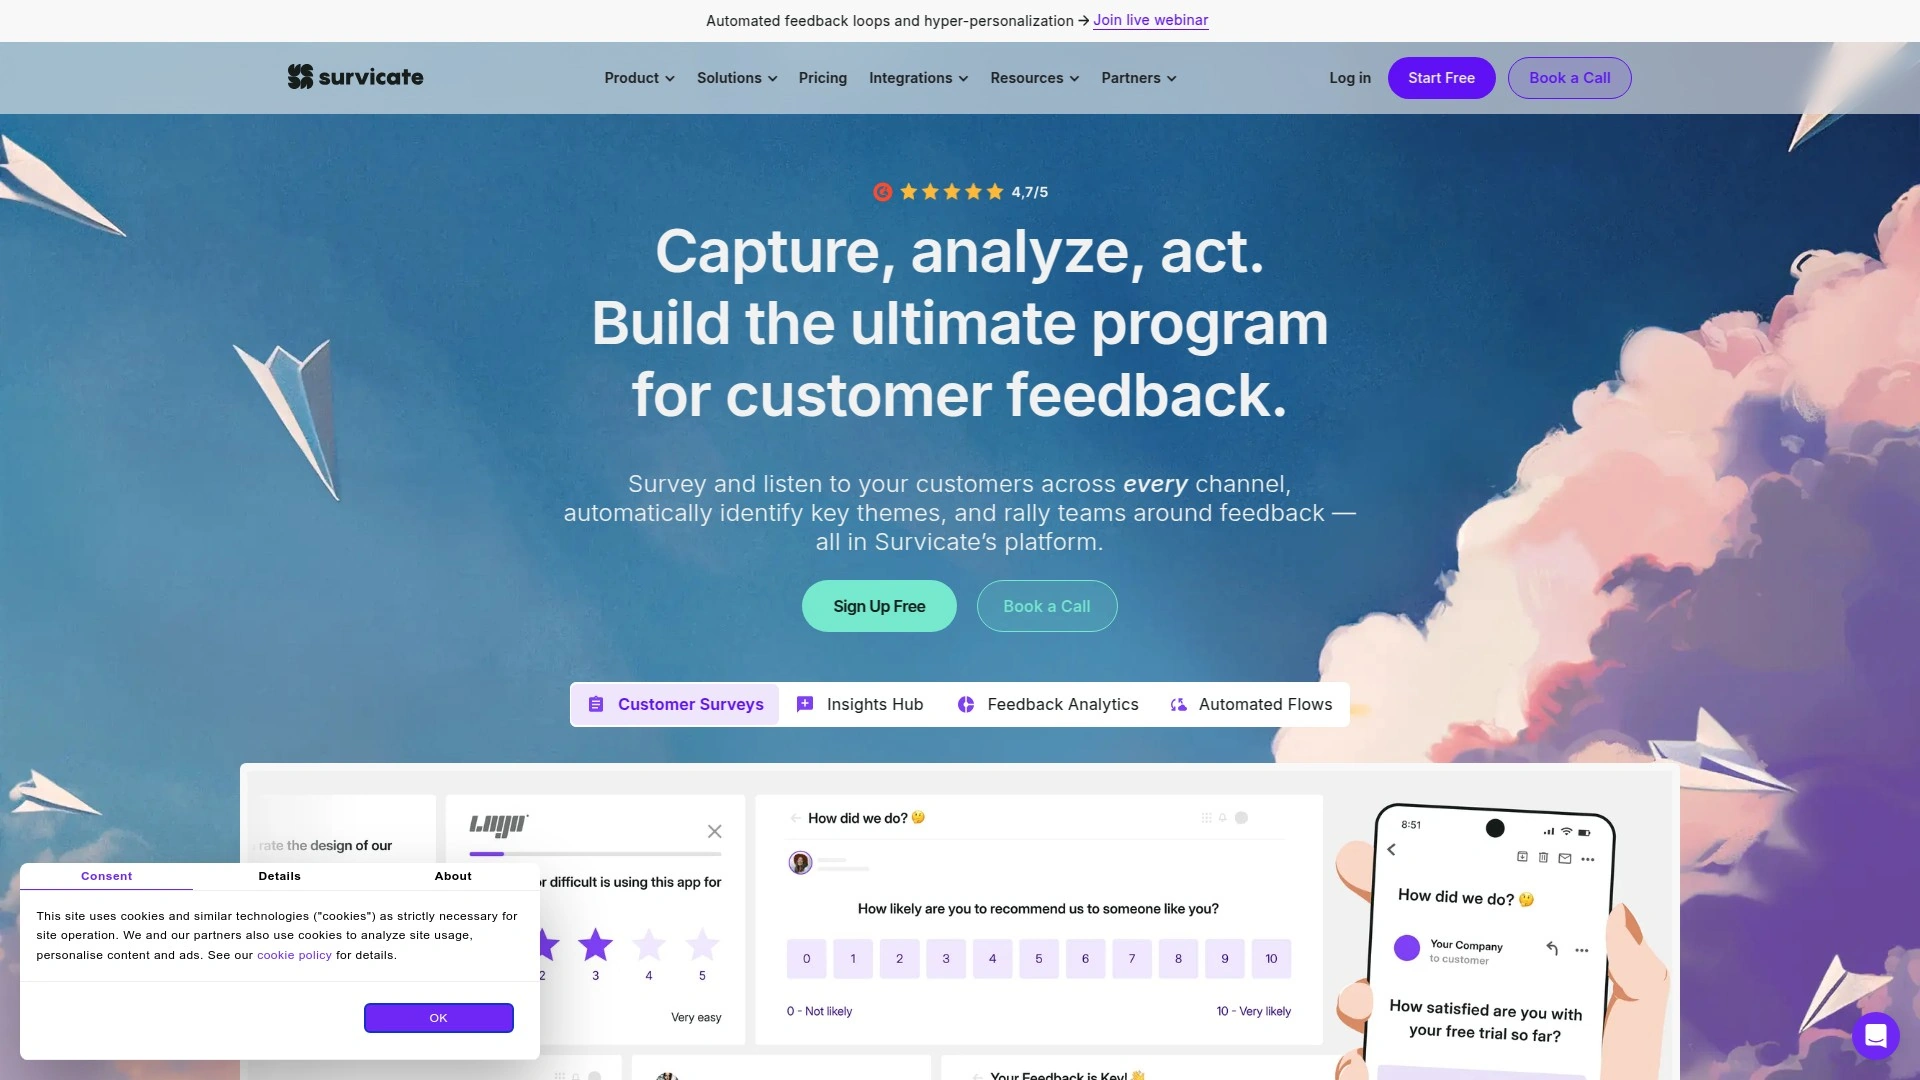 Automated feedback loops and hyper-personalization → Join live webinar
survicate
Product
Solutions
Pricing
Integrations
Resources
Partners
Log in
Start Free
Book a Call
4,7/5
Capture, analyze, act.
Build the ultimate program
for customer feedback.
Survey and listen to your customers across every channel,
automatically identify key themes, and rally teams around feedback —
all in Survicate’s platform.
Sign Up Free
Book a Call
Customer Surveys
Insights Hub
Feedback Analytics
Automated Flows
rate the design of our
Logo
or difficult is using this app for
2 3 4 5
Very easy
How did we do? 🤔
How likely are you to recommend us to someone like you?
0 1 2 3 4 5 6 7 8 9 10
0 - Not likely
10 - Very likely
8:51
How did we do? 🤔
Your Company
to customer
How satisfied are you with
your free trial so far?
Your Feedback is Key! 👋
Consent
Details
About
This site uses cookies and similar technologies ("cookies") as strictly necessary for
site operation. We and our partners also use cookies to analyze site usage,
personalise content and ads. See our cookie policy for details.
OK